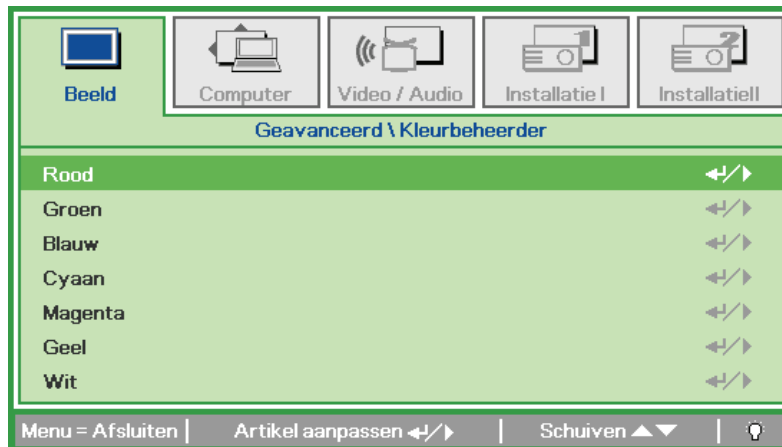 Beeld Computer Video / Audio Installatie I InstallatieII
Geavanceerd \ Kleurbeheerder
Rood
Groen
Blauw
Cyaan
Magenta
Geel
Wit
Menu = Afsluiten | Artikel aanpassen ↵/▶ | Schuiven ▲▼ |